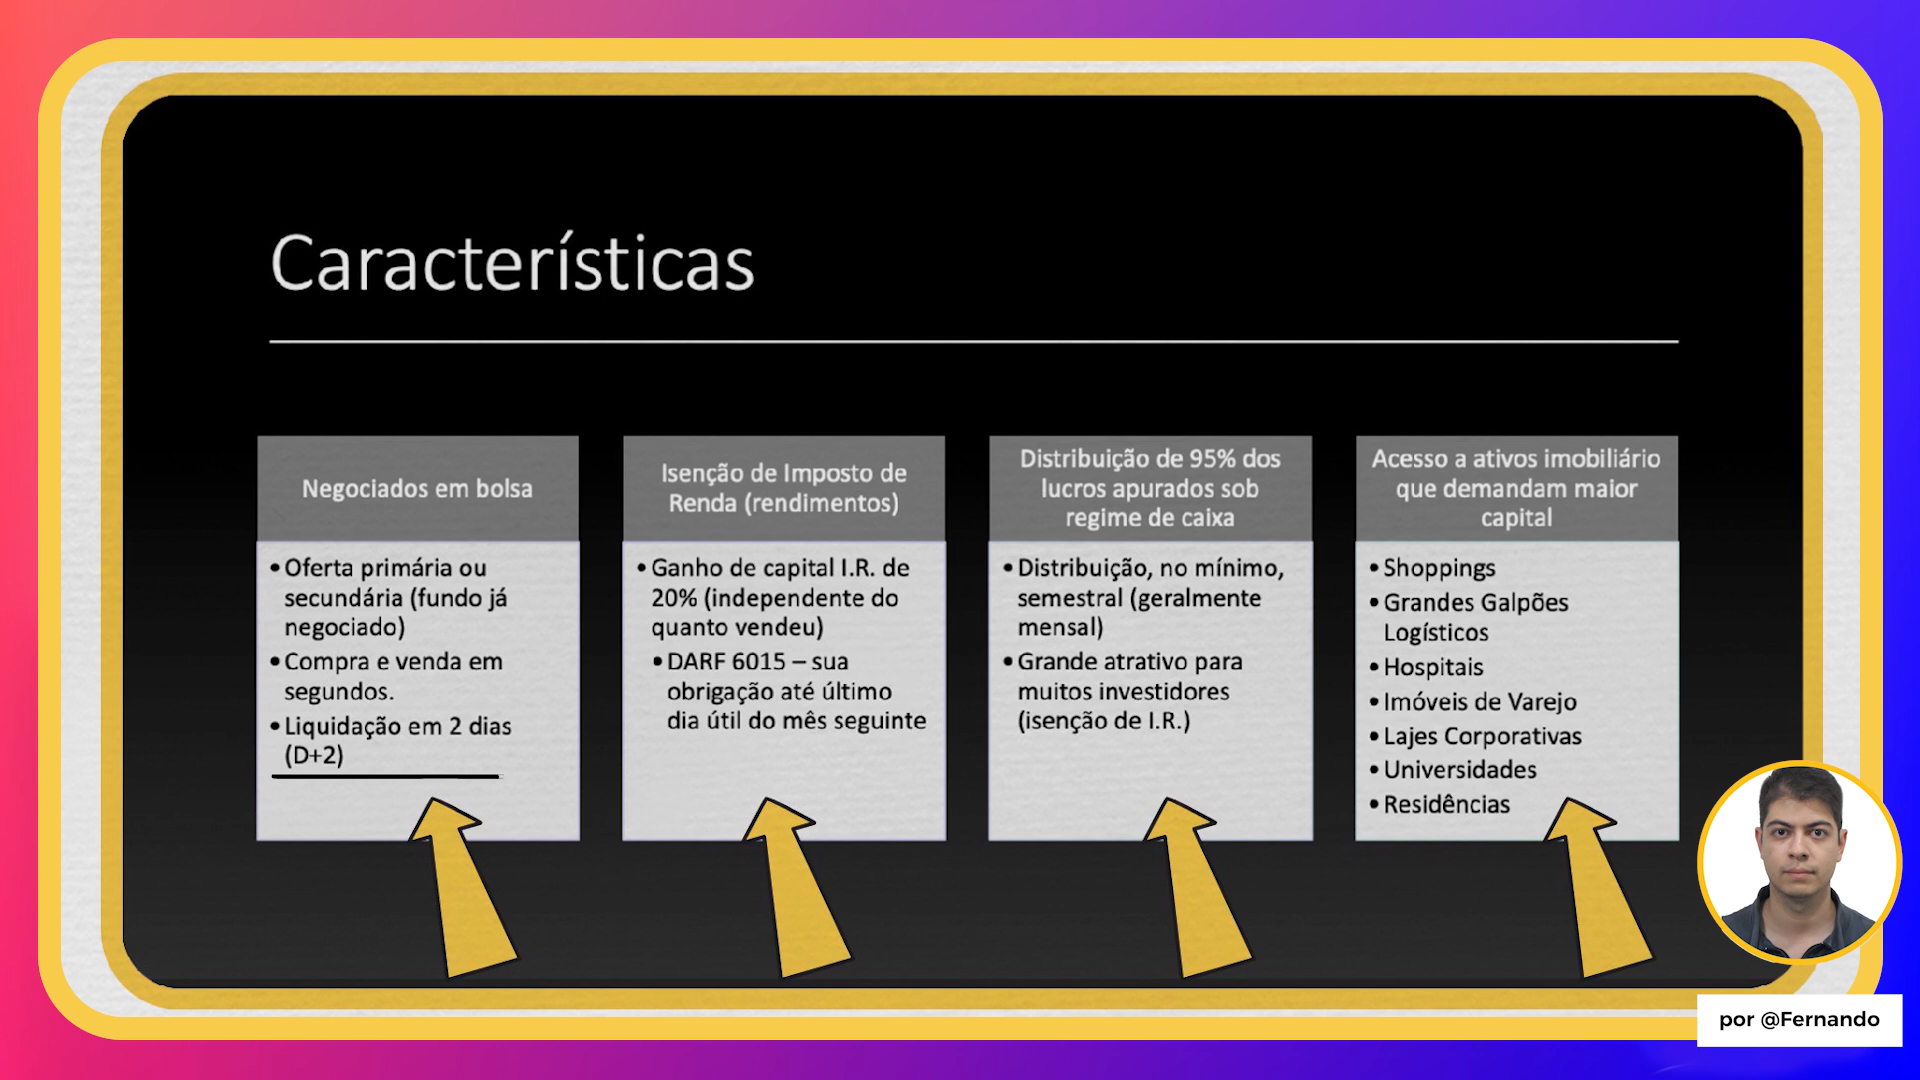 Características
Negociados em bolsa
• Oferta primária ou
secundária (fundo já
negociado)
• Compra e venda em
segundos.
• Liquidação em 2 dias
(D+2)
Isenção de Imposto de
Renda (rendimentos)
• Ganho de capital I.R. de
20% (independente do
quanto vendeu)
• DARF 6015 – sua
obrigação até último
dia útil do mês seguinte
Distribuição de 95% dos
lucros apurados sob
regime de caixa
• Distribuição, no mínimo,
semestral (geralmente
mensal)
• Grande atrativo para
muitos investidores
(isenção de I.R.)
Acesso a ativos imobiliário
que demandam maior
capital
• Shoppings
• Grandes Galpões
Logísticos
• Hospitais
• Imóveis de Varejo
• Lajes Corporativas
• Universidades
• Residências
por @Fernando